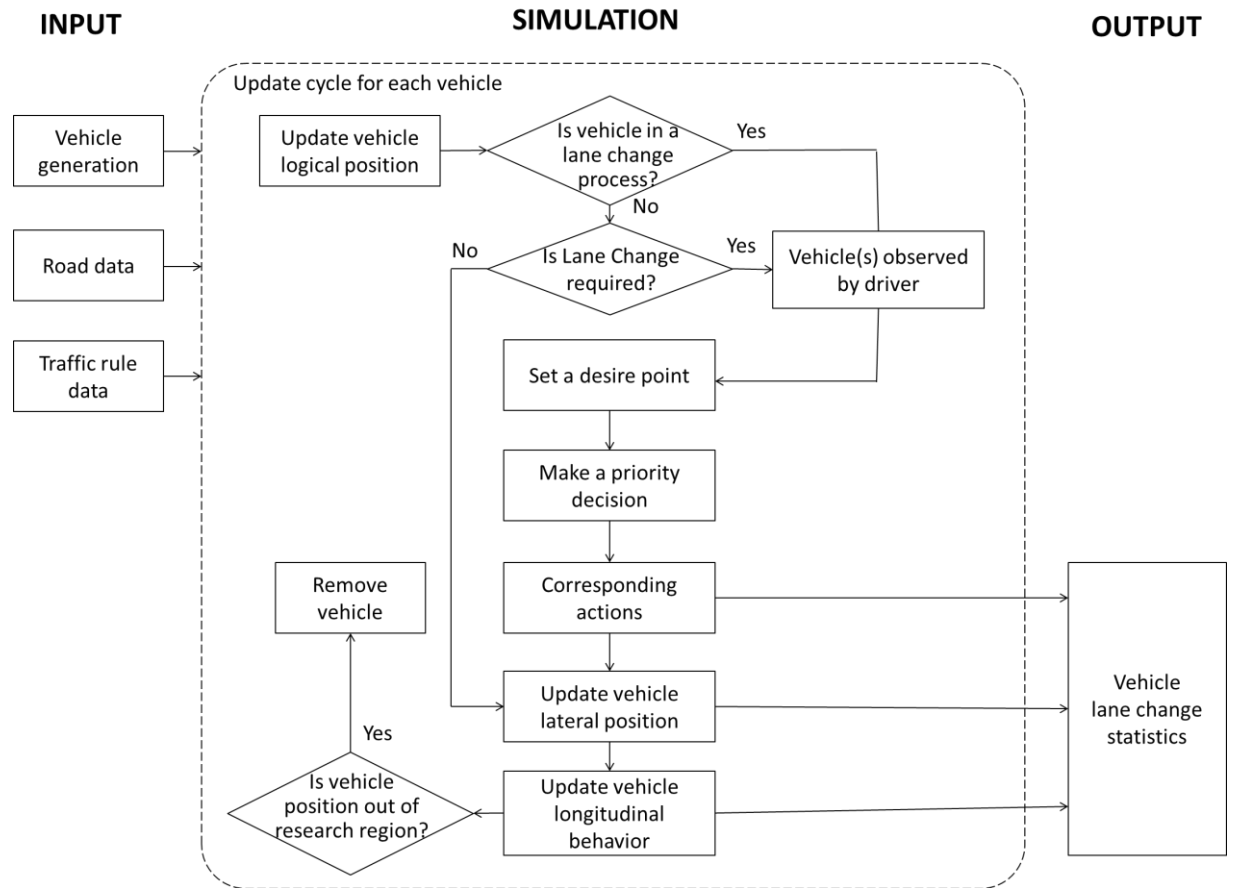 INPUT
SIMULATION
OUTPUT
Update cycle for each vehicle
Vehicle
generation
Update vehicle
logical position
Is vehicle in a
lane change
process?
Yes
No
Road data
No
Is Lane Change
required?
Yes
Vehicle(s) observed
by driver
Traffic rule
data
Set a desire point
Make a priority
decision
Remove
vehicle
Corresponding
actions
Update vehicle
lateral position
Vehicle
lane change
statistics
Yes
Is vehicle
position out of
research region?
Update vehicle
longitudinal
behavior